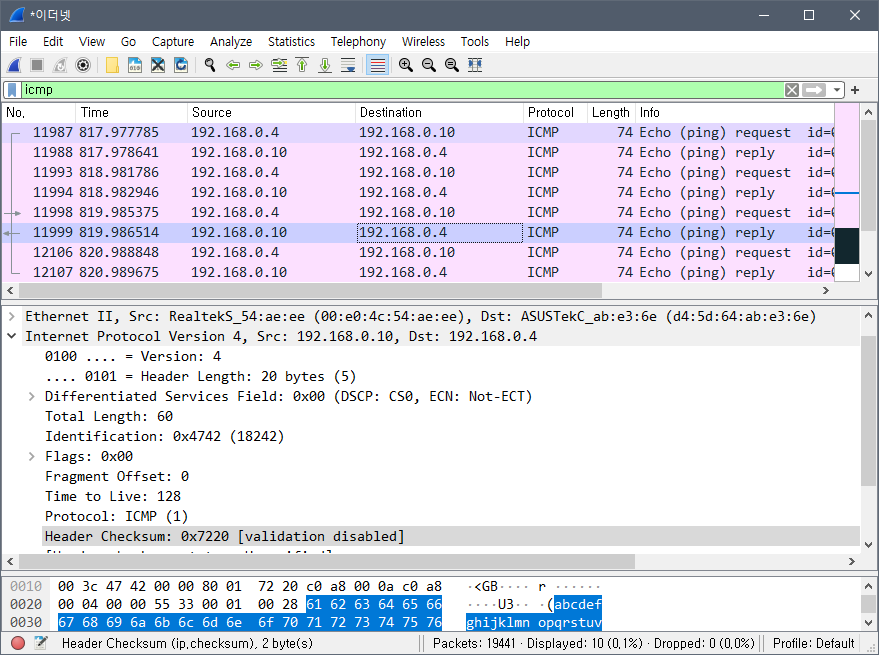 *이더넷
File Edit View Go Capture Analyze Statistics Telephony Wireless Tools Help
icmp
No. Time Source Destination Protocol Length Info
11987 817.977785 192.168.0.4 192.168.0.10 ICMP 74 Echo (ping) request id=
11988 817.978641 192.168.0.10 192.168.0.4 ICMP 74 Echo (ping) reply id=
11993 818.981786 192.168.0.4 192.168.0.10 ICMP 74 Echo (ping) request id=
11994 818.982946 192.168.0.10 192.168.0.4 ICMP 74 Echo (ping) reply id=
11998 819.985375 192.168.0.4 192.168.0.10 ICMP 74 Echo (ping) request id=
11999 819.986514 192.168.0.10 192.168.0.4 ICMP 74 Echo (ping) reply id=
12106 820.988848 192.168.0.4 192.168.0.10 ICMP 74 Echo (ping) request id=
12107 820.989675 192.168.0.10 192.168.0.4 ICMP 74 Echo (ping) reply id=
Ethernet II, Src: RealtekS_54:ae:ee (00:e0:4c:54:ae:ee), Dst: ASUSTekC_ab:e3:6e (d4:5d:64:ab:e3:6e)
Internet Protocol Version 4, Src: 192.168.0.10, Dst: 192.168.0.4
0100 .... = Version: 4
.... 0101 = Header Length: 20 bytes (5)
Differentiated Services Field: 0x00 (DSCP: CS0, ECN: Not-ECT)
Total Length: 60
Identification: 0x4742 (18242)
Flags: 0x00
Fragment Offset: 0
Time to Live: 128
Protocol: ICMP (1)
Header Checksum: 0x7220 [validation disabled]
0010 00 3c 47 42 00 00 80 01 72 20 c0 a8 00 0a c0 a8 ·<GB···· r ······
0020 00 04 00 00 55 33 00 01 00 28 61 62 63 64 65 66 ····U3·· ·(abcdef
0030 67 68 69 6a 6b 6c 6d 6e 6f 70 71 72 73 74 75 76 ghijklmn opqrstuv
Header Checksum (ip.checksum), 2 byte(s) Packets: 19441 · Displayed: 10 (0.1%) · Dropped: 0 (0.0%) Profile: Default